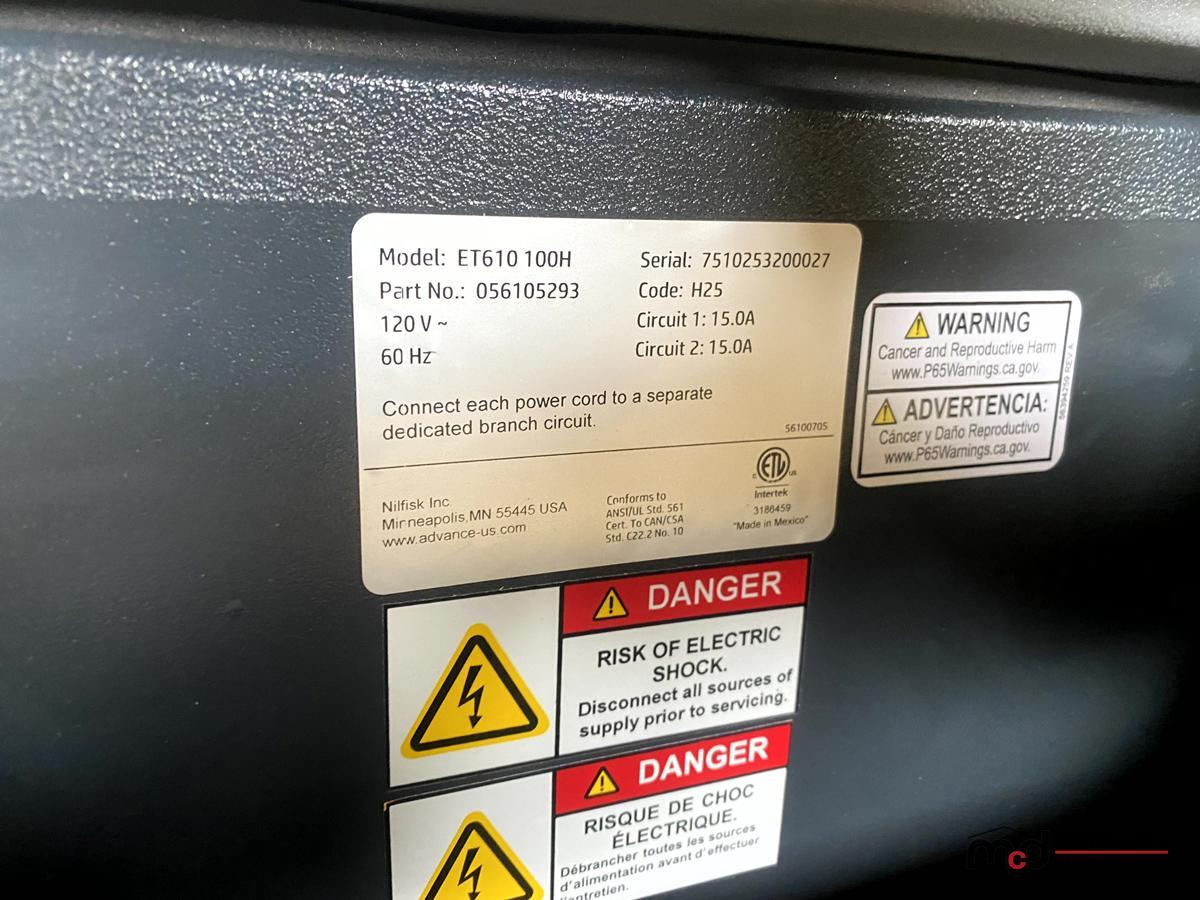 Model: ET610 100H
Serial: 7510253200027
Part No.: 056105293
Code: H25
120 V ~
Circuit 1: 15.0A
60 Hz
Circuit 2: 15.0A
Connect each power cord to a separate
dedicated branch circuit.
56100705
Nilfisk Inc
Minneapolis, MN 55445 USA
www.advance-us.com
Conforms to
ANSI/UL Std. 561
Cert. To CAN/CSA
Std. C22.2 No. 10
c ETL us
Intertek
3186459
"Made in Mexico"
WARNING
Cancer and Reproductive Harm
www.P65Warnings.ca.gov.
ADVERTENCIA:
Cáncer y Daño Reproductivo
www.P65Warnings.ca.gov.
56394259 REV A
DANGER
RISK OF ELECTRIC
SHOCK.
Disconnect all sources of
supply prior to servicing.
DANGER
RISQUE DE CHOC
ÉLECTRIQUE.
Débrancher toutes les sources
d'alimentation avant d'effectuer
l'entretien.
mcd